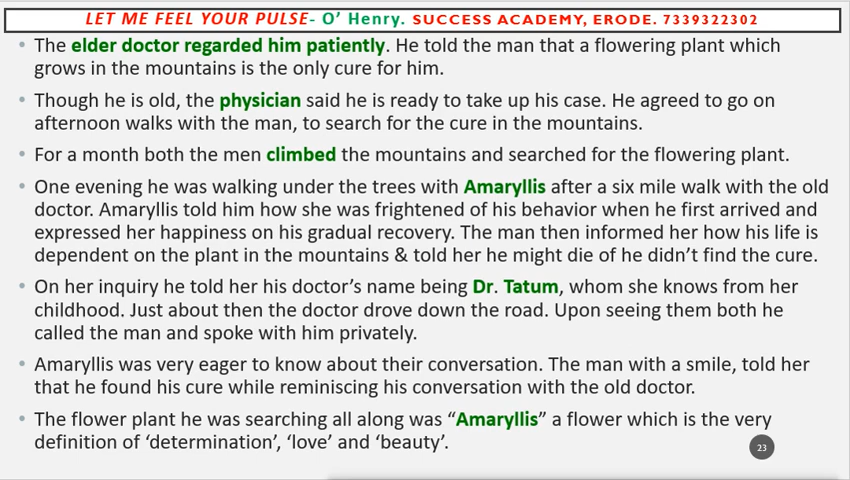 LET ME FEEL YOUR PULSE- O’ Henry. SUCCESS ACADEMY, ERODE. 7339322302
• The elder doctor regarded him patiently. He told the man that a flowering plant which
grows in the mountains is the only cure for him.
• Though he is old, the physician said he is ready to take up his case. He agreed to go on
afternoon walks with the man, to search for the cure in the mountains.
• For a month both the men climbed the mountains and searched for the flowering plant.
• One evening he was walking under the trees with Amaryllis after a six mile walk with the old
doctor. Amaryllis told him how she was frightened of his behavior when he first arrived and
expressed her happiness on his gradual recovery. The man then informed her how his life is
dependent on the plant in the mountains & told her he might die of he didn’t find the cure.
• On her inquiry he told her his doctor’s name being Dr. Tatum, whom she knows from her
childhood. Just about then the doctor drove down the road. Upon seeing them both he
called the man and spoke with him privately.
• Amaryllis was very eager to know about their conversation. The man with a smile, told her
that he found his cure while reminiscing his conversation with the old doctor.
• The flower plant he was searching all along was “Amaryllis” a flower which is the very
definition of ‘determination’, ‘love’ and ‘beauty’.
23